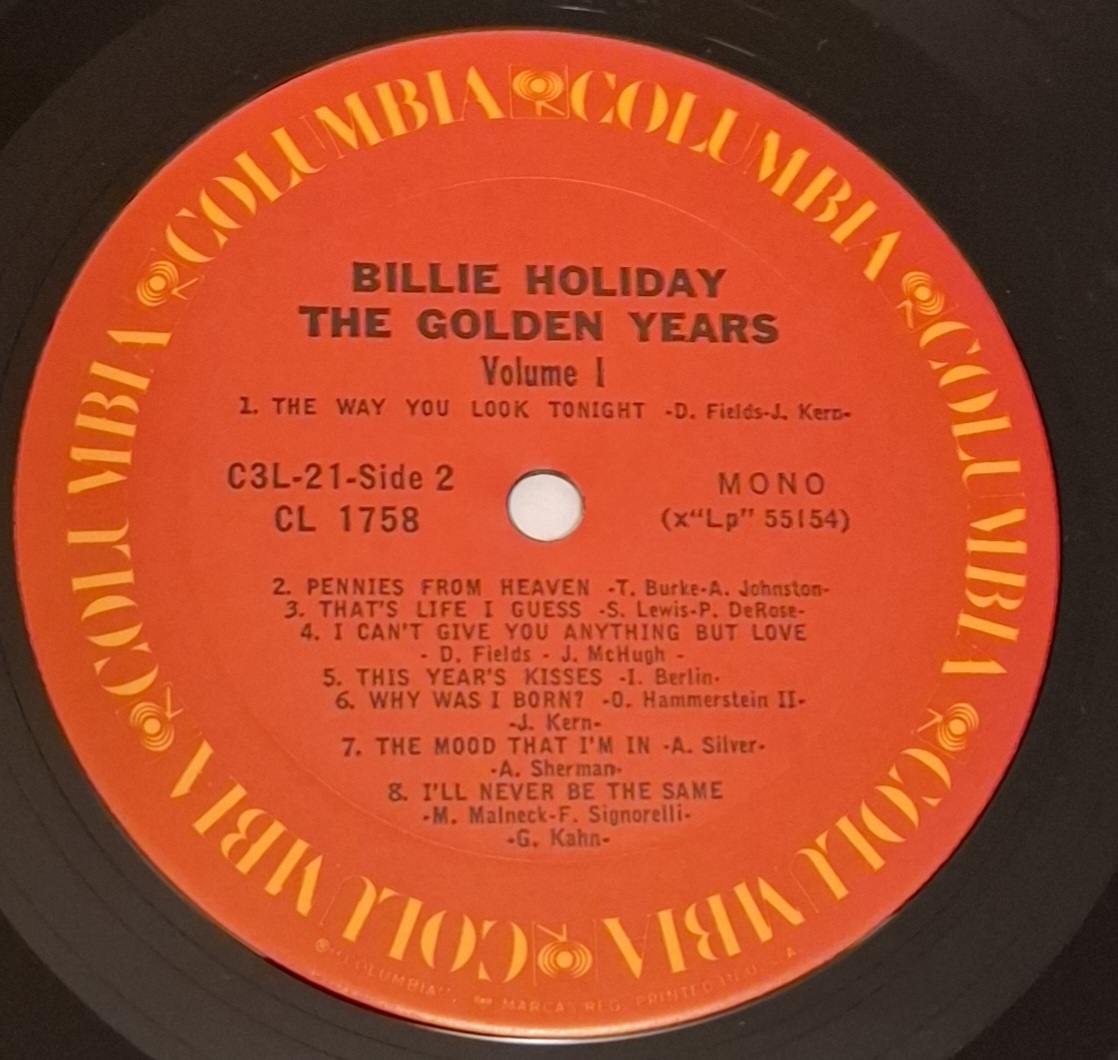 COLUMBIA COLUMBIA COLUMBIA COLUMBIA COLUMBIA COLUMBIA
BILLIE HOLIDAY
THE GOLDEN YEARS
Volume I
1. THE WAY YOU LOOK TONIGHT -D. Fields-J. Kern-
C3L-21-Side 2
CL 1758
MONO
(x“Lp” 55154)
2. PENNIES FROM HEAVEN -T. Burke-A. Johnston-
3. THAT'S LIFE I GUESS -S. Lewis-P. DeRose-
4. I CAN'T GIVE YOU ANYTHING BUT LOVE
- D. Fields - J. McHugh -
5. THIS YEAR'S KISSES -I. Berlin-
6. WHY WAS I BORN? -O. Hammerstein II-
-J. Kern-
7. THE MOOD THAT I'M IN -A. Silver-
-A. Sherman-
8. I'LL NEVER BE THE SAME
-M. Malneck-F. Signorelli-
-G. Kahn-
® "COLUMBIA", MARCAS REG. PRINTED IN U.S.A.